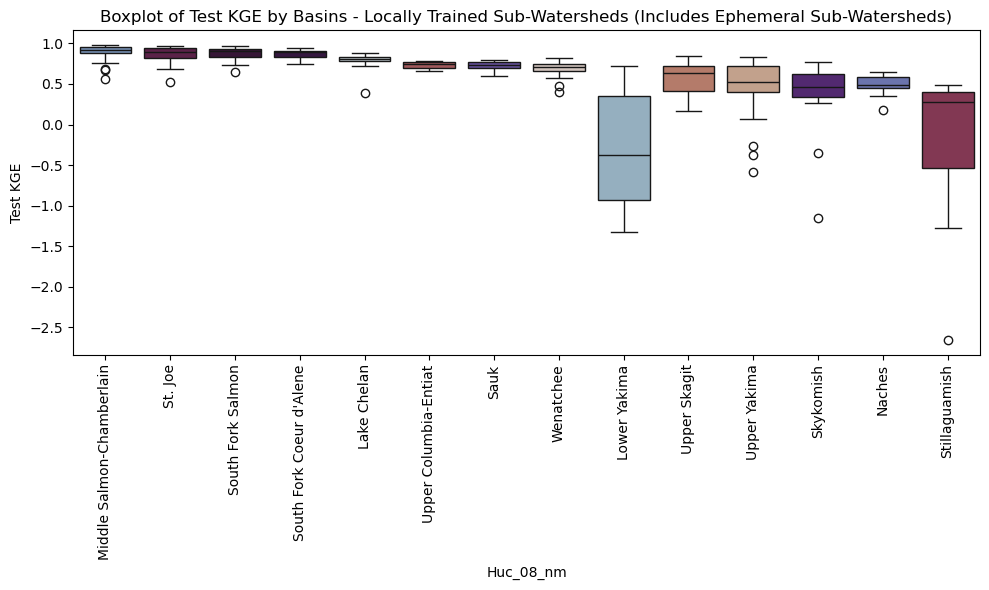 Boxplot of Test KGE by Basins - Locally Trained Sub-Watersheds (Includes Ephemeral Sub-Watersheds)
Test KGE
1.0
0.5
0.0
−0.5
−1.0
−1.5
−2.0
−2.5
Middle Salmon-Chamberlain
St. Joe
South Fork Salmon
South Fork Coeur d'Alene
Lake Chelan
Upper Columbia-Entiat
Sauk
Wenatchee
Lower Yakima
Upper Skagit
Upper Yakima
Skykomish
Naches
Stillaguamish
Huc_08_nm